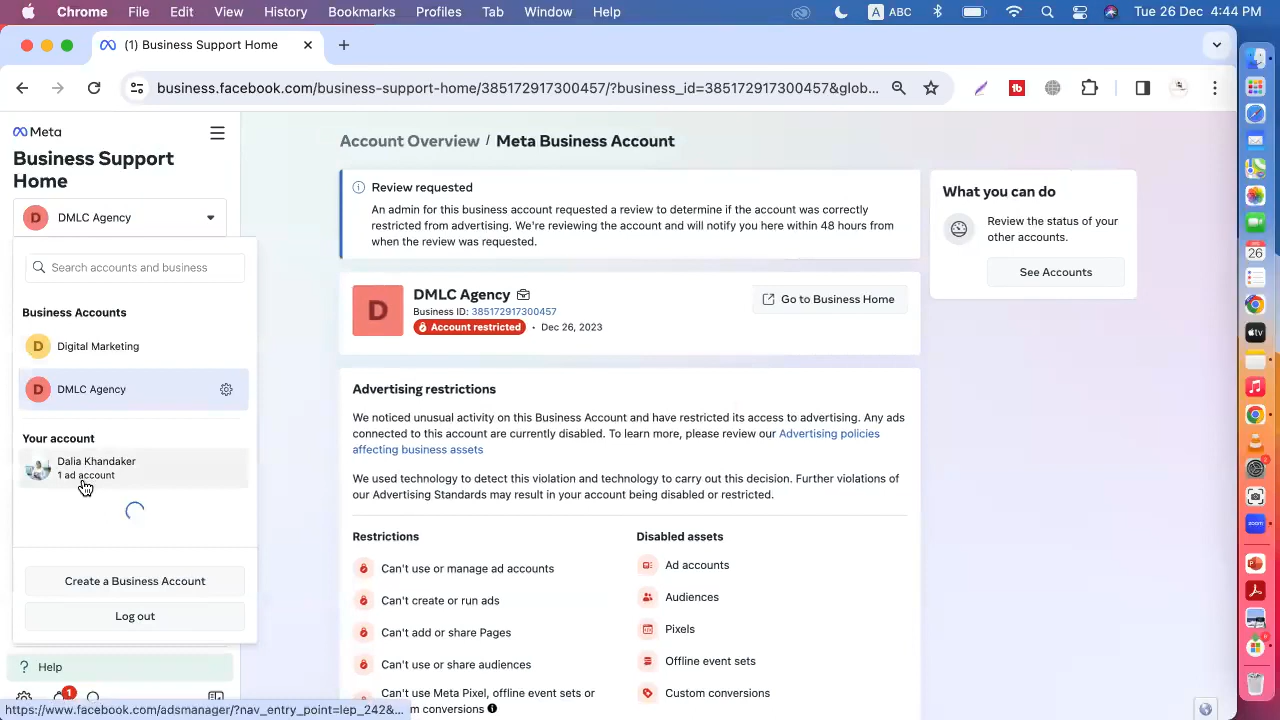 Chrome File Edit View History Bookmarks Profiles Tab Window Help A ABC Tue 26 Dec 4:44 PM
(1) Business Support Home
business.facebook.com/business-support-home/385172917300457/?business_id=385172917300457&glob...
Meta
Business Support
Home
D DMLC Agency
Search accounts and business
Business Accounts
D Digital Marketing
D DMLC Agency
Your account
Dalia Khandaker
1 ad account
Create a Business Account
Log out
? Help
1
https://www.facebook.com/adsmanager/?nav_entry_point=lep_242&...
Account Overview / Meta Business Account
Review requested
An admin for this business account requested a review to determine if the account was correctly
restricted from advertising. We're reviewing the account and will notify you here within 48 hours from
when the review was requested.
D
DMLC Agency
Business ID: 385172917300457
Account restricted • Dec 26, 2023
Go to Business Home
Advertising restrictions
We noticed unusual activity on this Business Account and have restricted its access to advertising. Any ads
connected to this account are currently disabled. To learn more, please review our Advertising policies
affecting business assets
We used technology to detect this violation and technology to carry out this decision. Further violations of
our Advertising Standards may result in your account being disabled or restricted.
Restrictions
Can't use or manage ad accounts
Can't create or run ads
Can't add or share Pages
Can't use or share audiences
Can't use Meta Pixel, offline event sets or
m conversions
Disabled assets
Ad accounts
Audiences
Pixels
Offline event sets
Custom conversions
What you can do
Review the status of your
other accounts.
See Accounts
26
tv
zoom